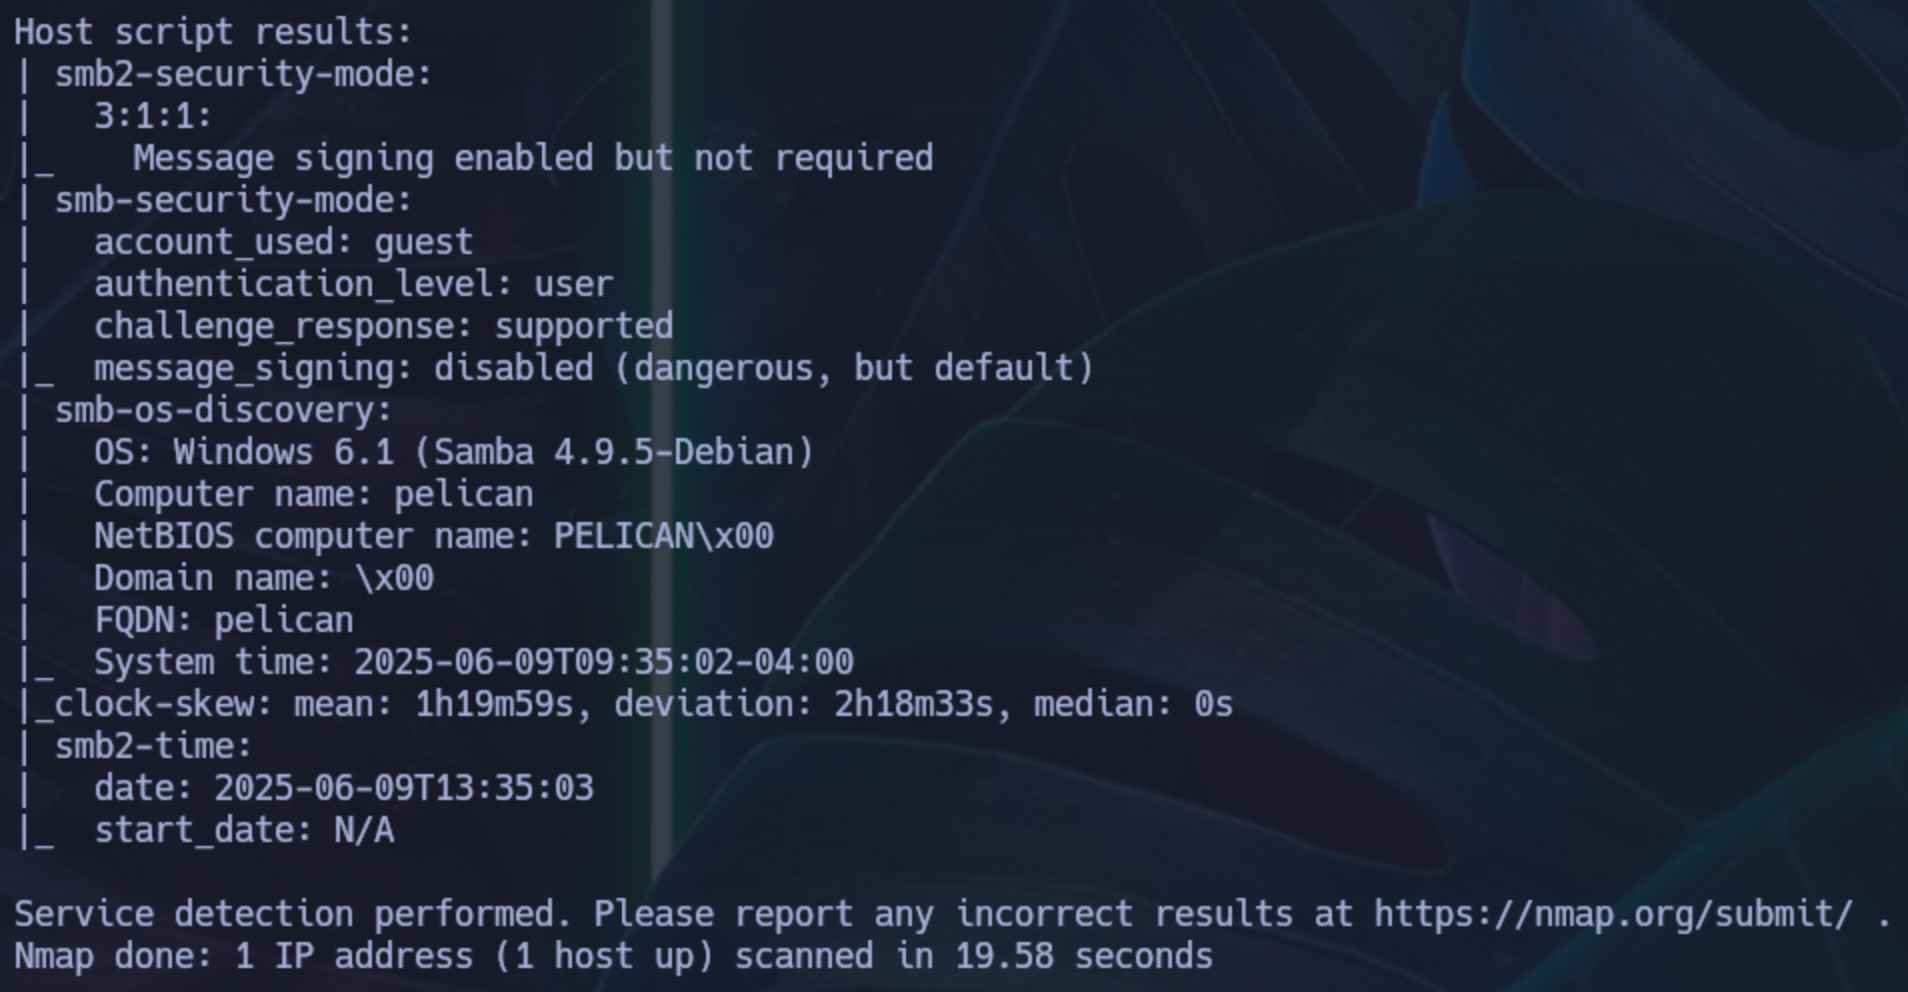 Host script results:
| smb2-security-mode:
|   3:1:1:
|_    Message signing enabled but not required
| smb-security-mode:
|   account_used: guest
|   authentication_level: user
|   challenge_response: supported
|_  message_signing: disabled (dangerous, but default)
| smb-os-discovery:
|   OS: Windows 6.1 (Samba 4.9.5-Debian)
|   Computer name: pelican
|   NetBIOS computer name: PELICAN\x00
|   Domain name: \x00
|   FQDN: pelican
|_  System time: 2025-06-09T09:35:02-04:00
|_clock-skew: mean: 1h19m59s, deviation: 2h18m33s, median: 0s
| smb2-time:
|   date: 2025-06-09T13:35:03
|_  start_date: N/A
Service detection performed. Please report any incorrect results at https://nmap.org/submit/ .
Nmap done: 1 IP address (1 host up) scanned in 19.58 seconds